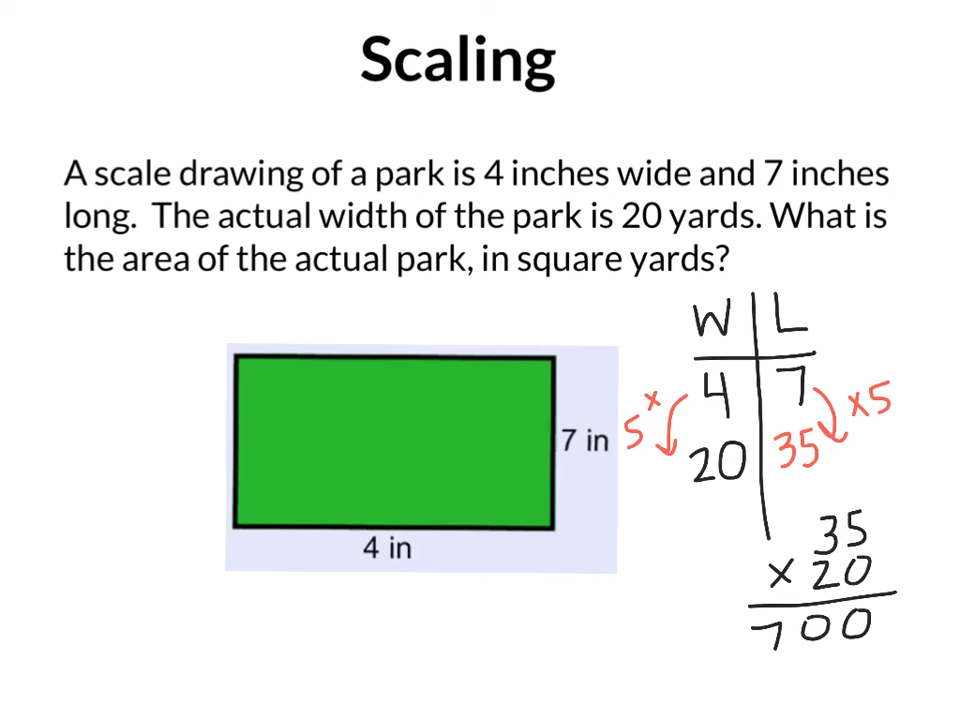 Scaling
A scale drawing of a park is 4 inches wide and 7 inches
long. The actual width of the park is 20 yards. What is
the area of the actual park, in square yards?
W L
4 7
5 x
x5
20 35
7 in
4 in
35
x 20
700